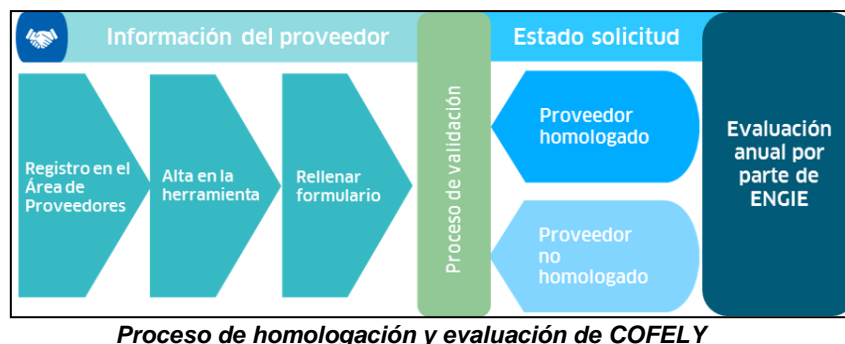 Información del proveedor
Estado solicitud
Registro en el
Área de
Proveedores
Alta en la
herramienta
Rellenar
formulario
Proceso de validación
Proveedor
homologado
Proveedor
no
homologado
Evaluación
anual por
parte de
ENGIE
Proceso de homologación y evaluación de COFELY